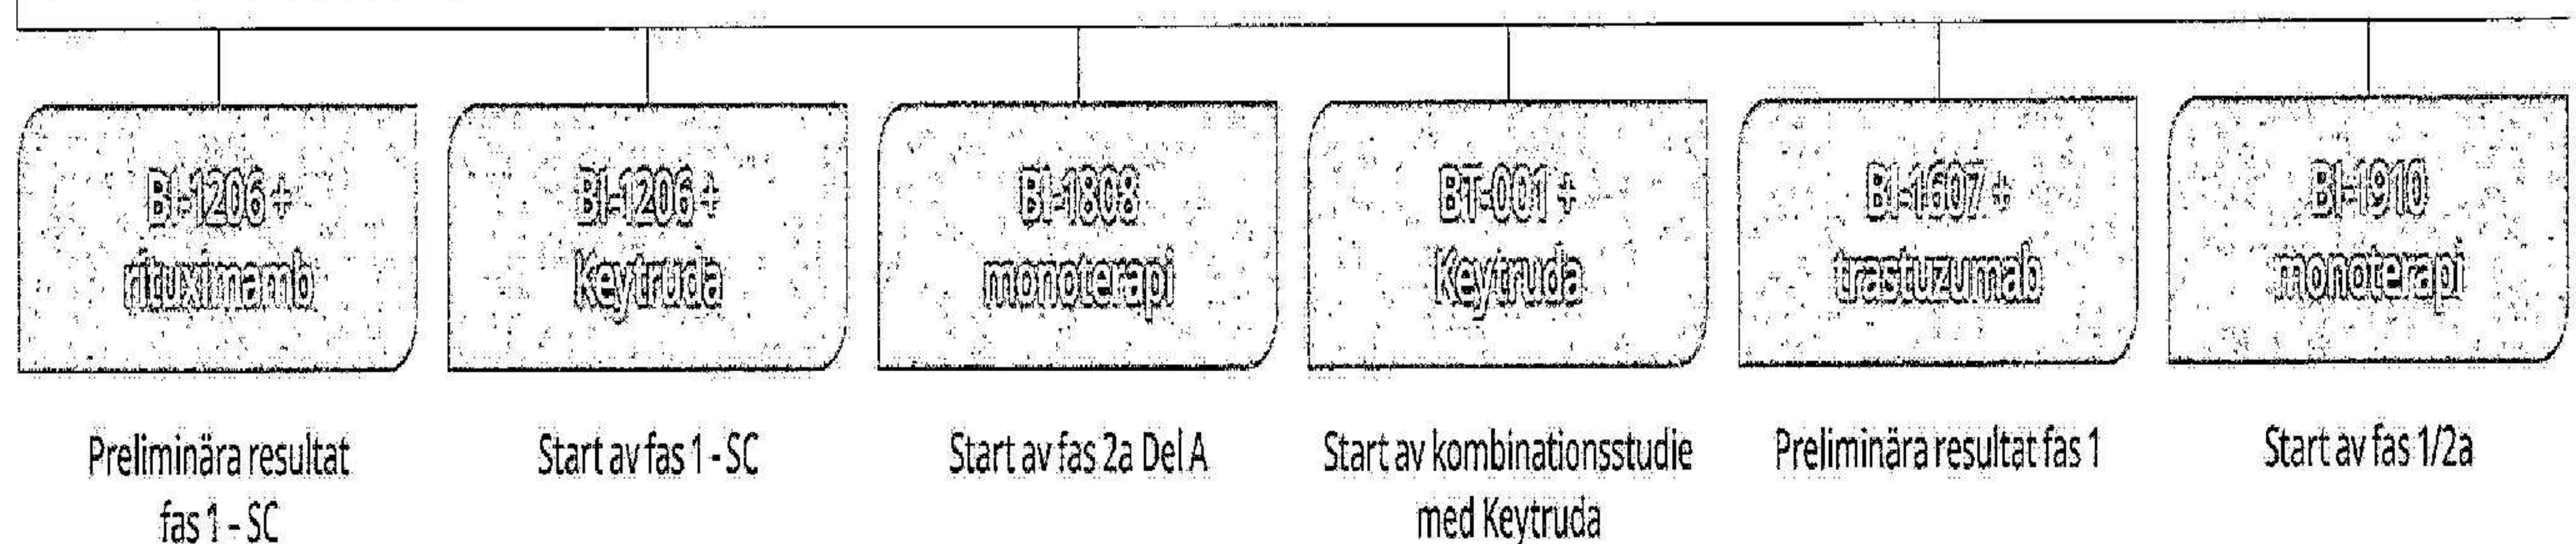 BI-1206 +
rituximamb
BI-1206 +
Keytruda
BI-1808
monoterapi
BT-001 +
Keytruda
BI-1607 +
trastuzumab
BI-1910
monoterapi
Preliminära resultat
fas 1 - SC
Start av fas 1 - SC
Start av fas 2a Del A
Start av kombinationsstudie
med Keytruda
Preliminära resultat fas 1
Start av fas 1/2a